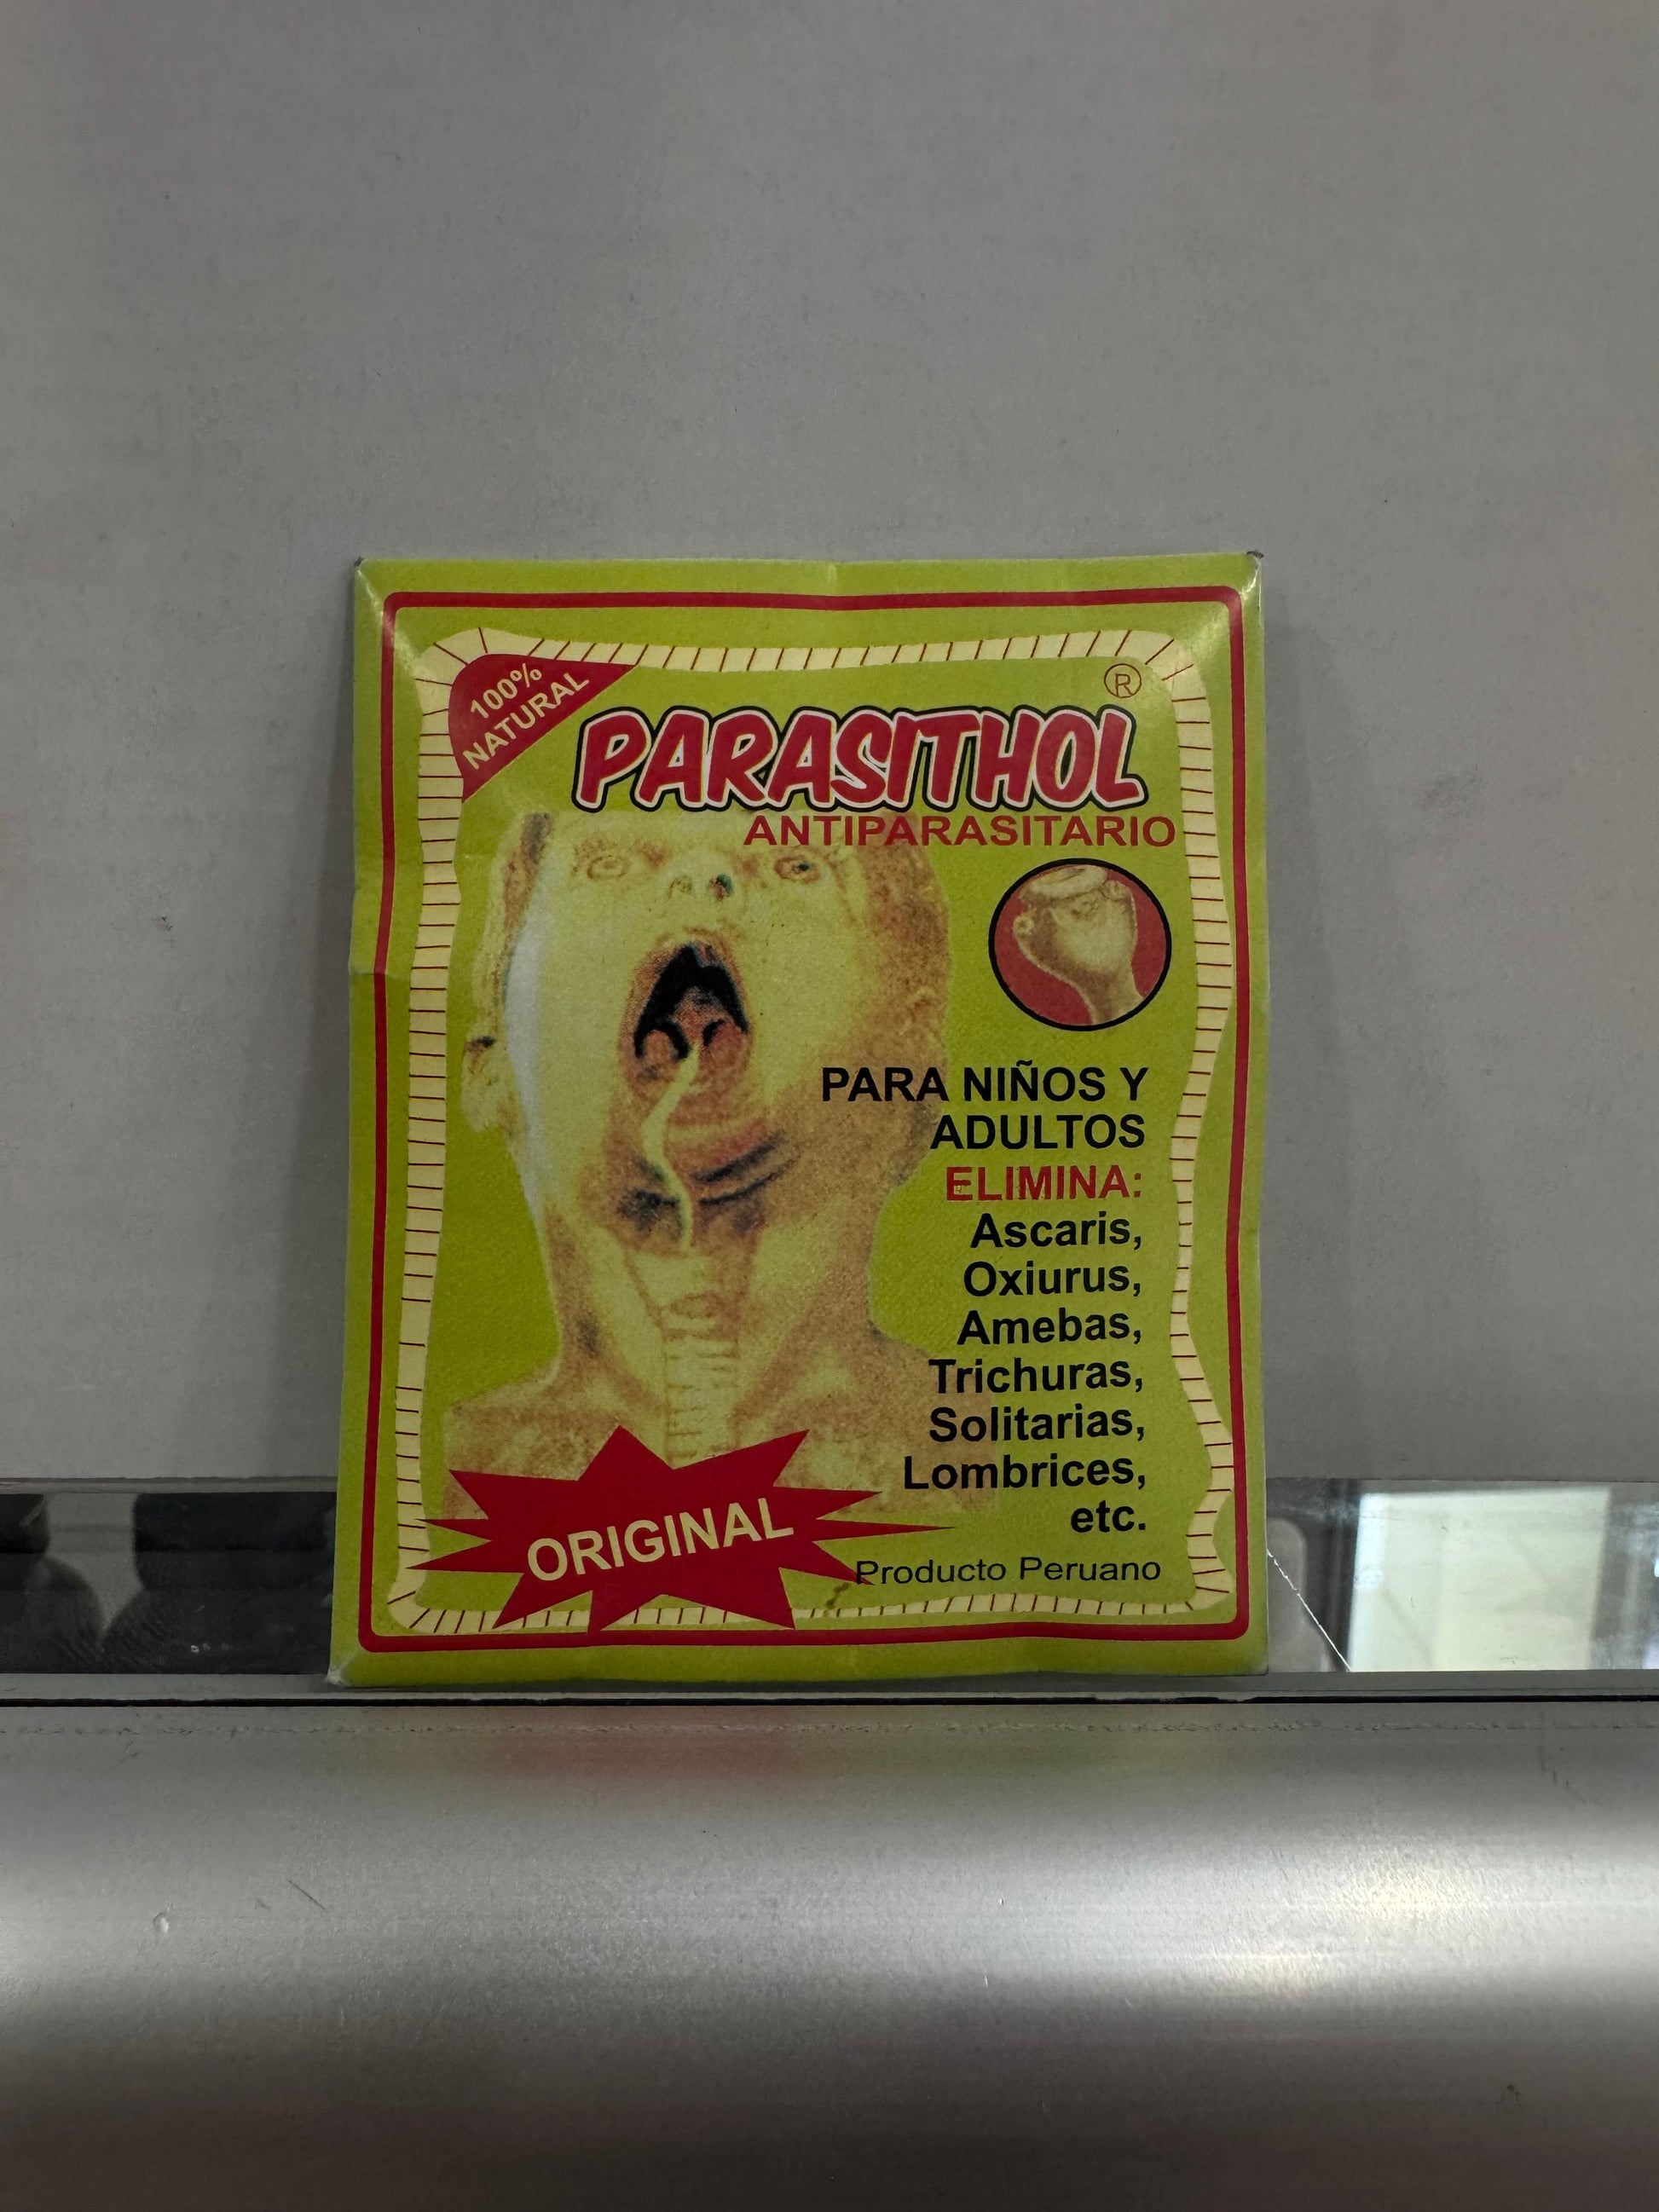 100%
NATURAL
®
PARASITHOL
ANTIPARASITARIO
PARA NIÑOS Y
ADULTOS
ELIMINA:
Ascaris,
Oxiurus,
Amebas,
Trichuras,
Solitarias,
Lombrices,
etc.
ORIGINAL
Producto Peruano